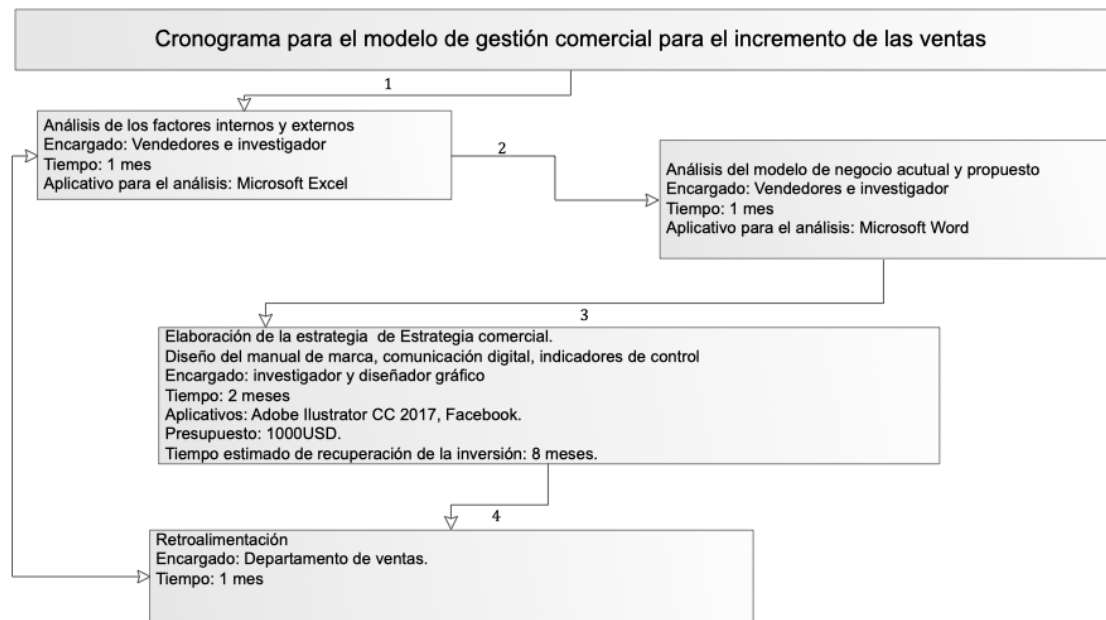 Cronograma para el modelo de gestión comercial para el incremento de las ventas
1
Análisis de los factores internos y externos
Encargado: Vendedores e investigador
Tiempo: 1 mes
Aplicativo para el análisis: Microsoft Excel
2
Análisis del modelo de negocio acutual y propuesto
Encargado: Vendedores e investigador
Tiempo: 1 mes
Aplicativo para el análisis: Microsoft Word
3
Elaboración de la estrategia de Estrategia comercial.
Diseño del manual de marca, comunicación digital, indicadores de control
Encargado: investigador y diseñador gráfico
Tiempo: 2 meses
Aplicativos: Adobe Ilustrator CC 2017, Facebook.
Presupuesto: 1000USD.
Tiempo estimado de recuperación de la inversión: 8 meses.
4
Retroalimentación
Encargado: Departamento de ventas.
Tiempo: 1 mes